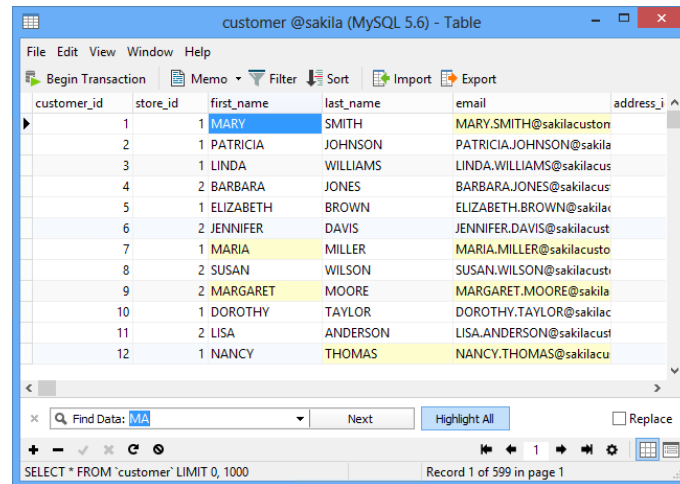 customer @sakila (MySQL 5.6) - Table
File Edit View Window Help
Begin Transaction Memo Filter Sort Import Export
customer_id store_id first_name last_name email address_i
1 1 MARY SMITH MARY.SMITH@sakilacustom
2 1 PATRICIA JOHNSON PATRICIA.JOHNSON@sakila
3 1 LINDA WILLIAMS LINDA.WILLIAMS@sakilacus
4 2 BARBARA JONES BARBARA.JONES@sakilacus
5 1 ELIZABETH BROWN ELIZABETH.BROWN@sakilac
6 2 JENNIFER DAVIS JENNIFER.DAVIS@sakilacust
7 1 MARIA MILLER MARIA.MILLER@sakilacusto
8 2 SUSAN WILSON SUSAN.WILSON@sakilacust
9 2 MARGARET MOORE MARGARET.MOORE@sakila
10 1 DOROTHY TAYLOR DOROTHY.TAYLOR@sakilac
11 2 LISA ANDERSON LISA.ANDERSON@sakilacust
12 1 NANCY THOMAS NANCY.THOMAS@sakilacu
Find Data: MA Next Highlight All Replace
1
SELECT * FROM `customer` LIMIT 0, 1000 Record 1 of 599 in page 1